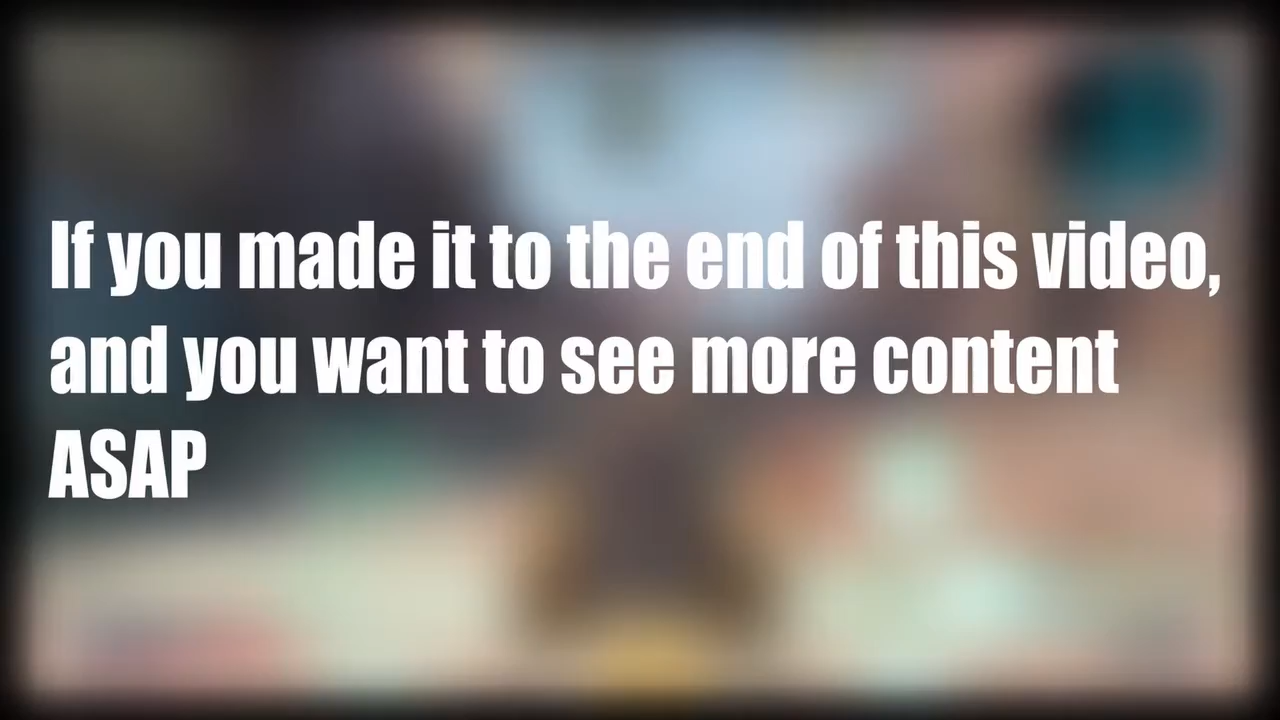 If you made it to the end of this video,
and you want to see more content
ASAP